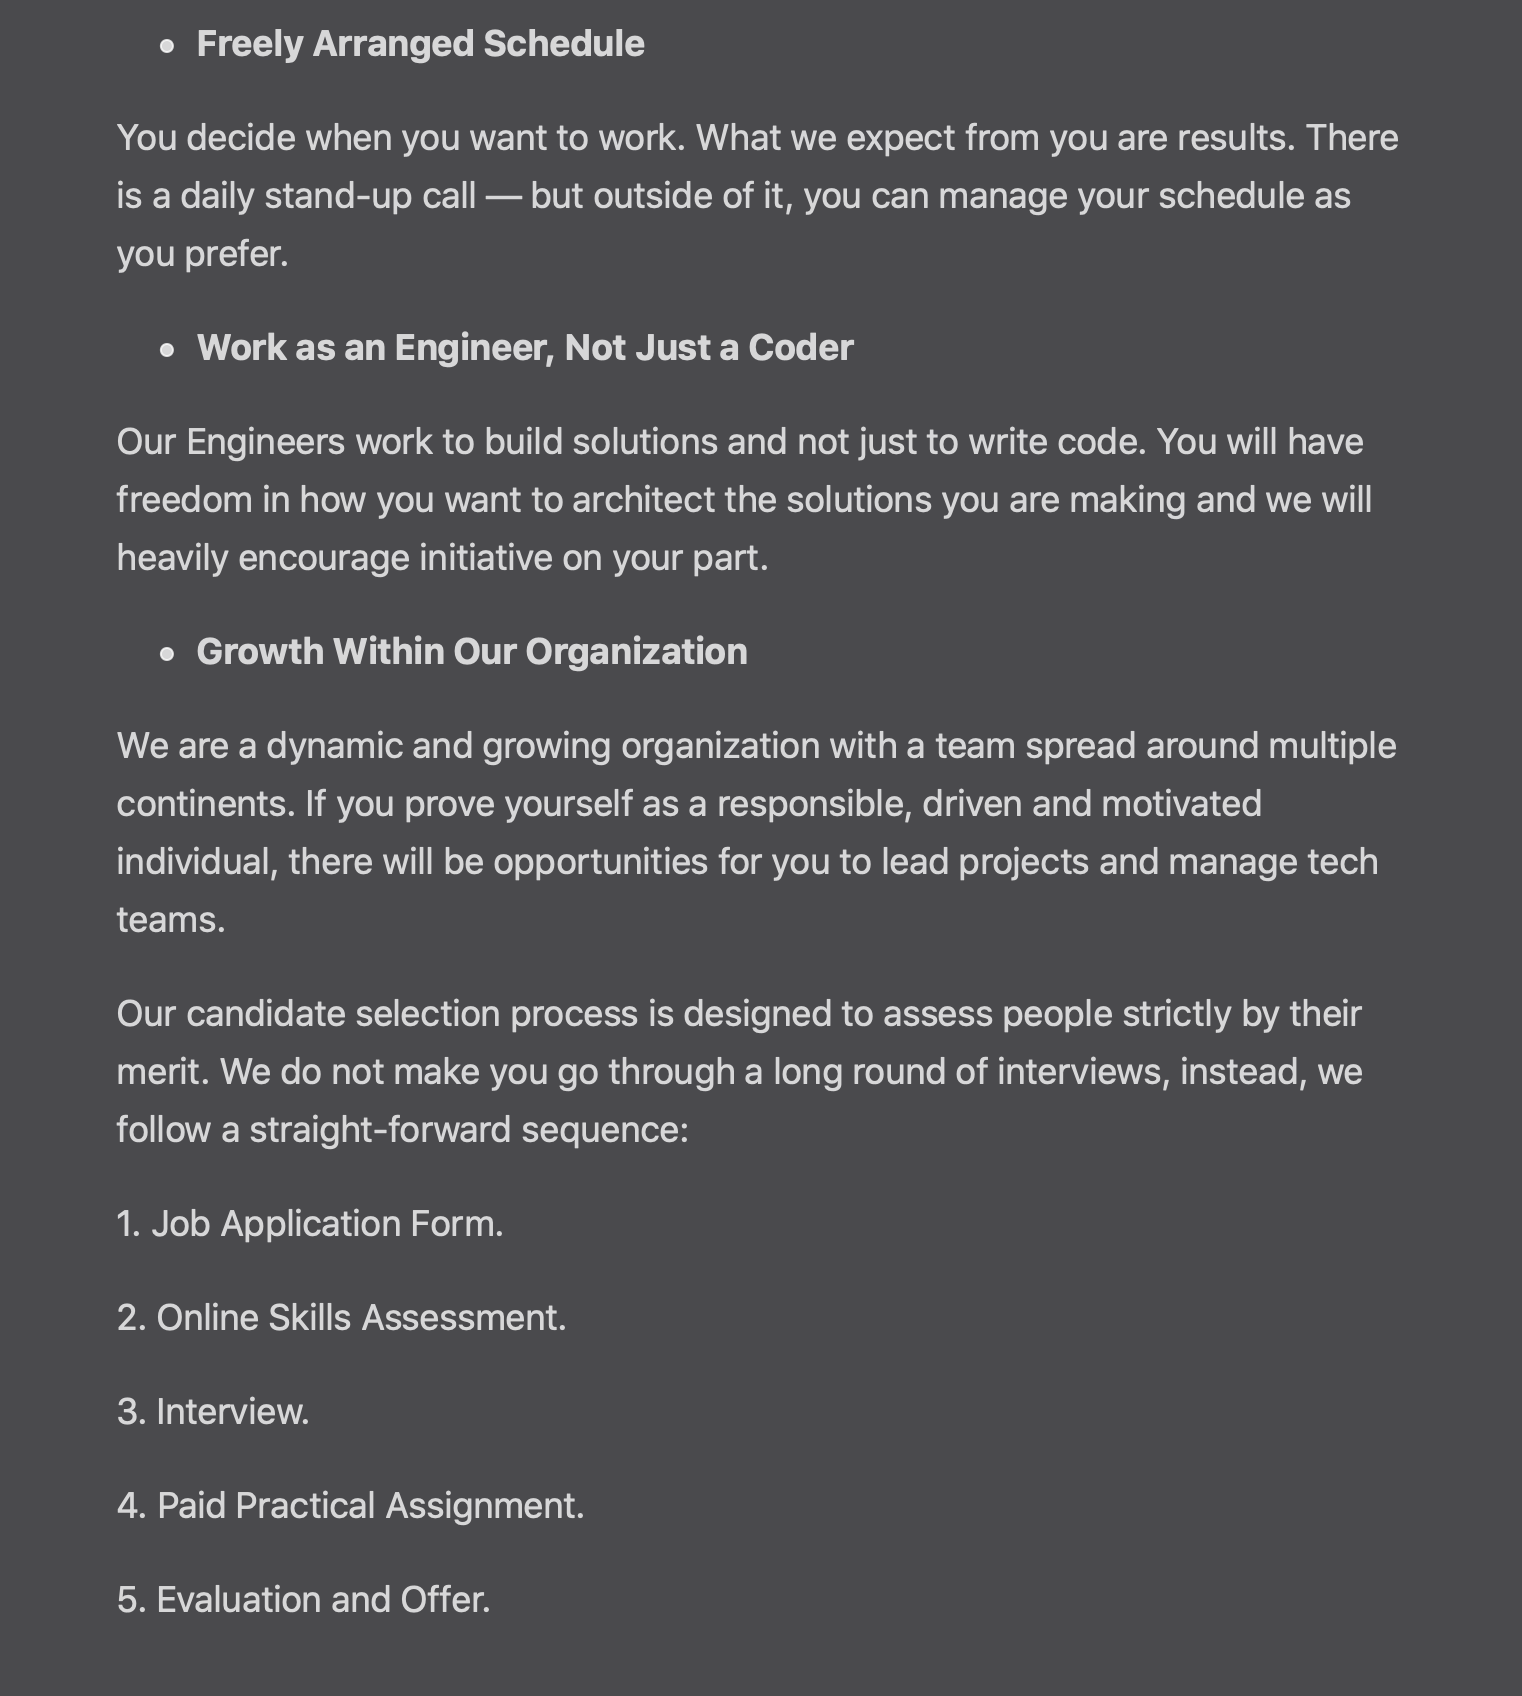 • Freely Arranged Schedule
You decide when you want to work. What we expect from you are results. There
is a daily stand-up call — but outside of it, you can manage your schedule as
you prefer.
• Work as an Engineer, Not Just a Coder
Our Engineers work to build solutions and not just to write code. You will have
freedom in how you want to architect the solutions you are making and we will
heavily encourage initiative on your part.
• Growth Within Our Organization
We are a dynamic and growing organization with a team spread around multiple
continents. If you prove yourself as a responsible, driven and motivated
individual, there will be opportunities for you to lead projects and manage tech
teams.
Our candidate selection process is designed to assess people strictly by their
merit. We do not make you go through a long round of interviews, instead, we
follow a straight-forward sequence:
1. Job Application Form.
2. Online Skills Assessment.
3. Interview.
4. Paid Practical Assignment.
5. Evaluation and Offer.